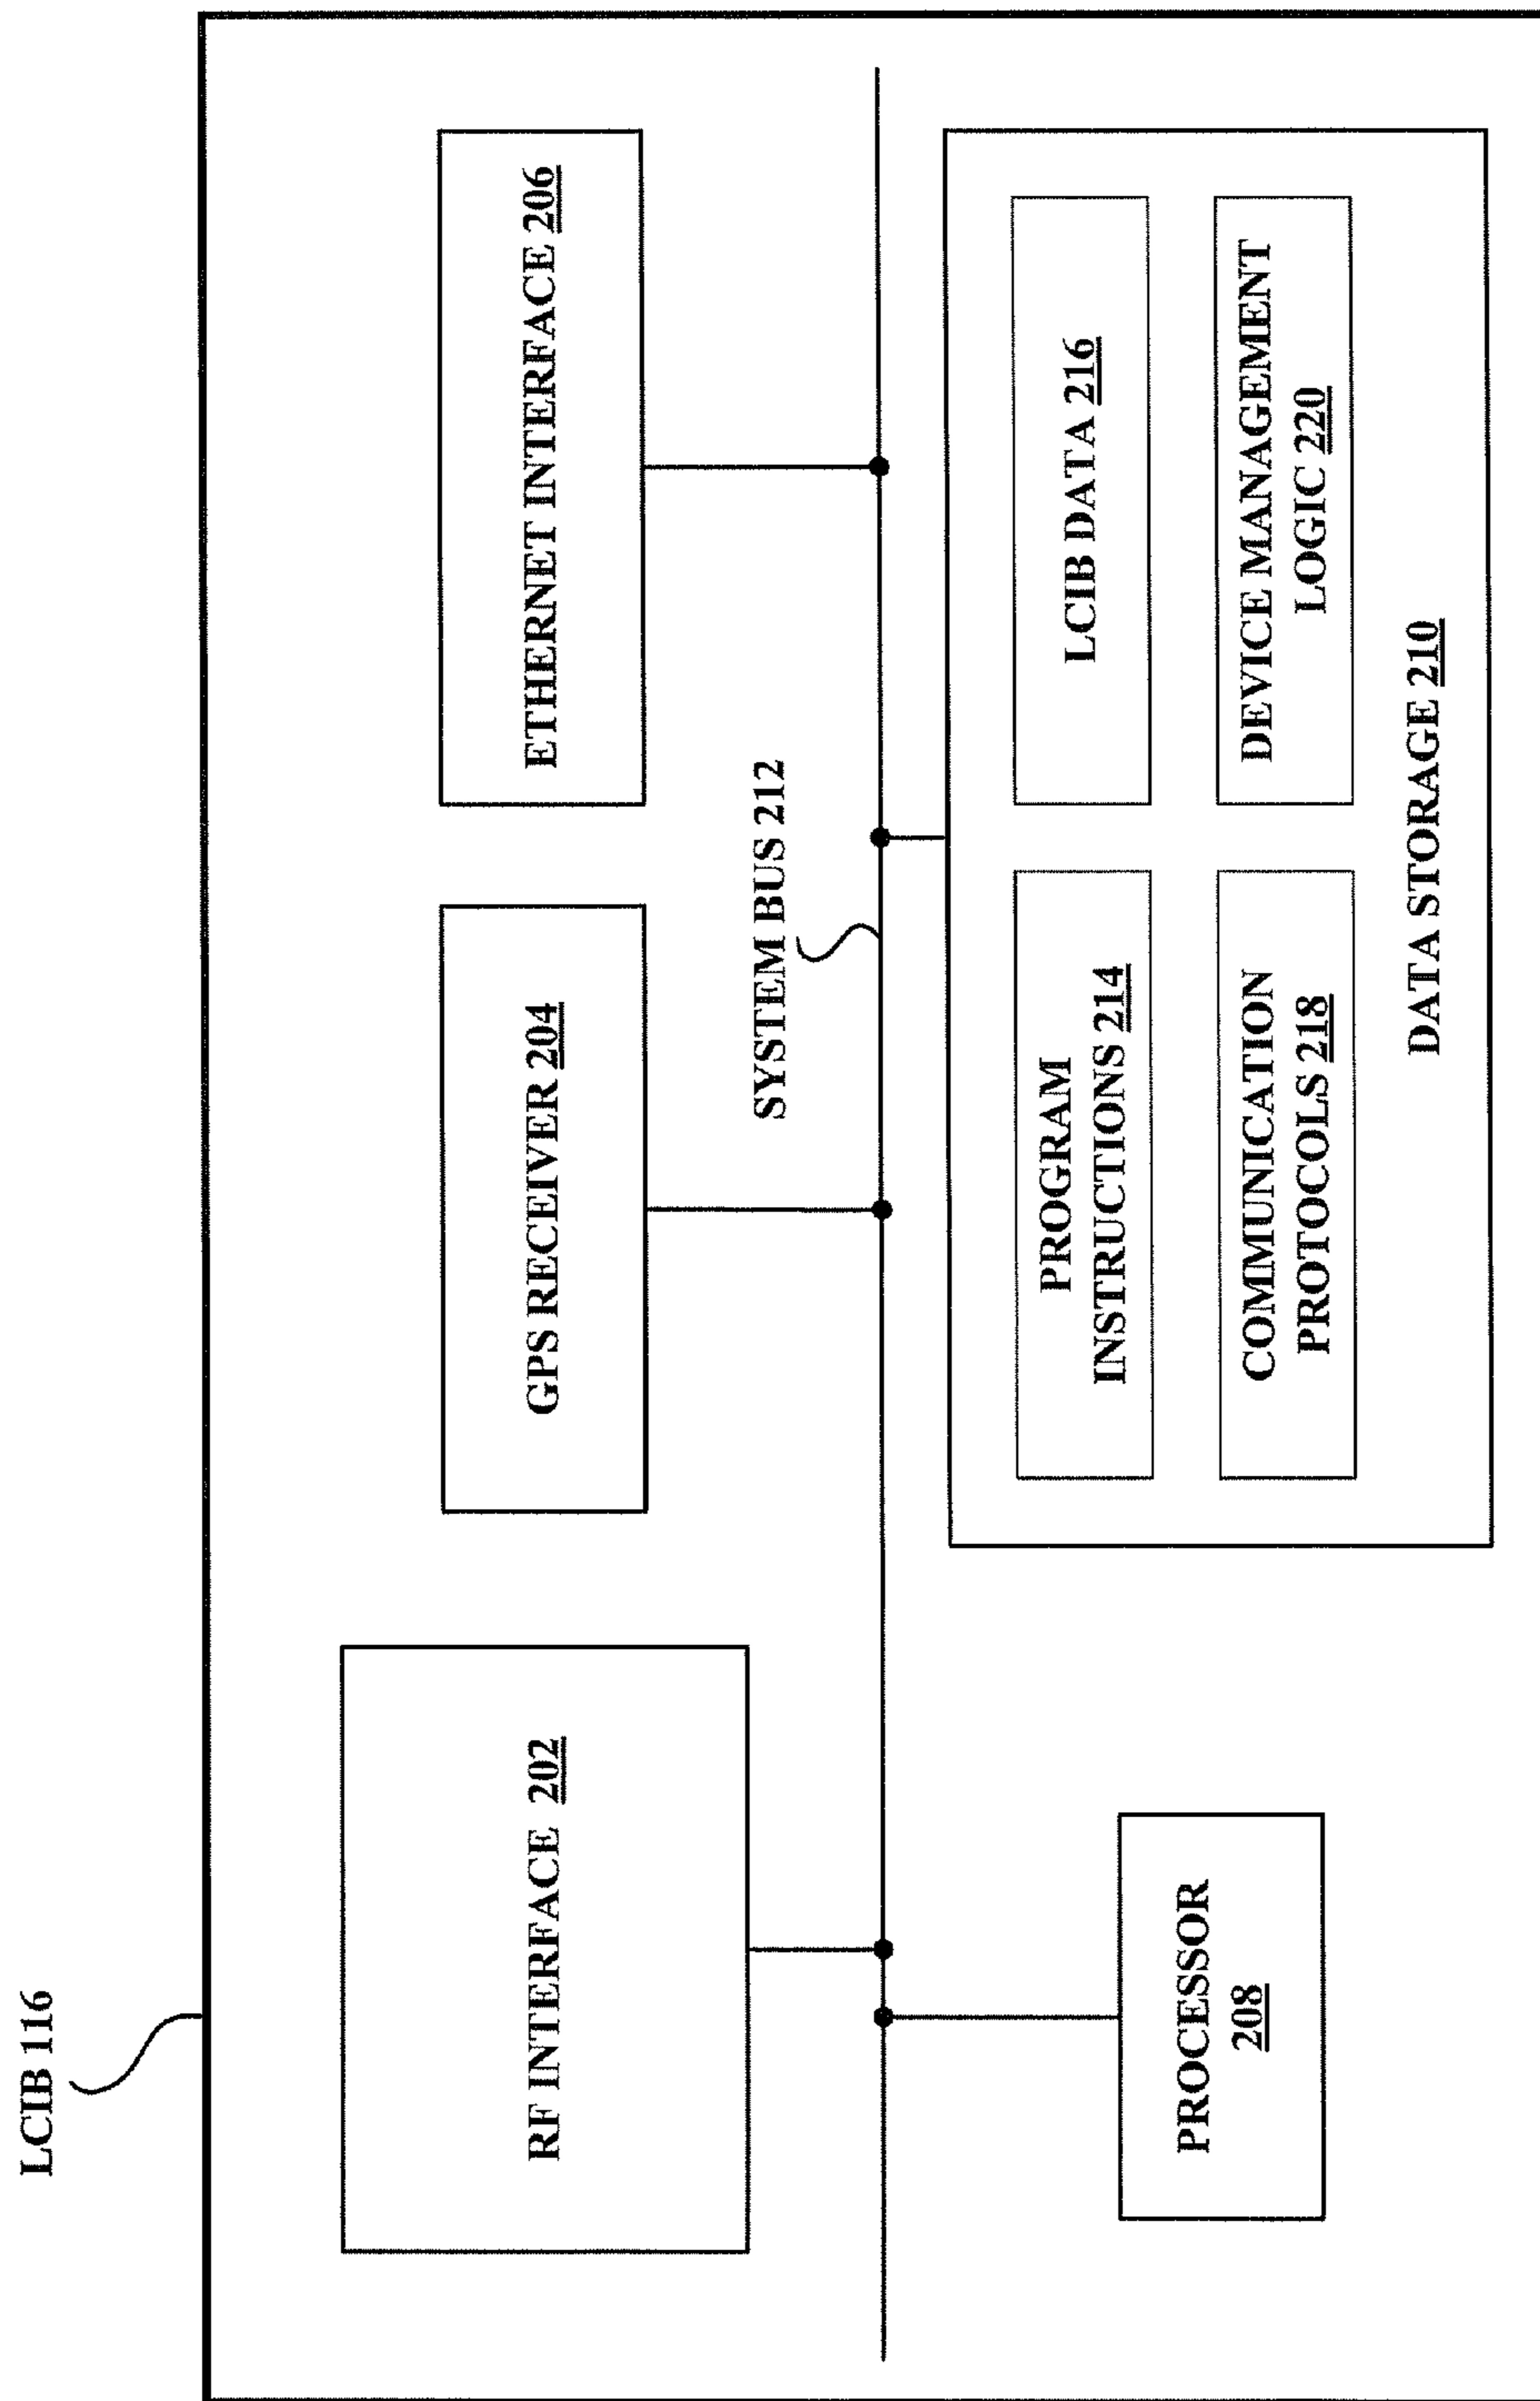 LCIB 116
RF INTERFACE 202
GPS RECEIVER 204
ETHERNET INTERFACE 206
SYSTEM BUS 212
PROCESSOR
208
PROGRAM
INSTRUCTIONS 214
LCIB DATA 216
COMMUNICATION
PROTOCOLS 218
DEVICE MANAGEMENT
LOGIC 220
DATA STORAGE 210